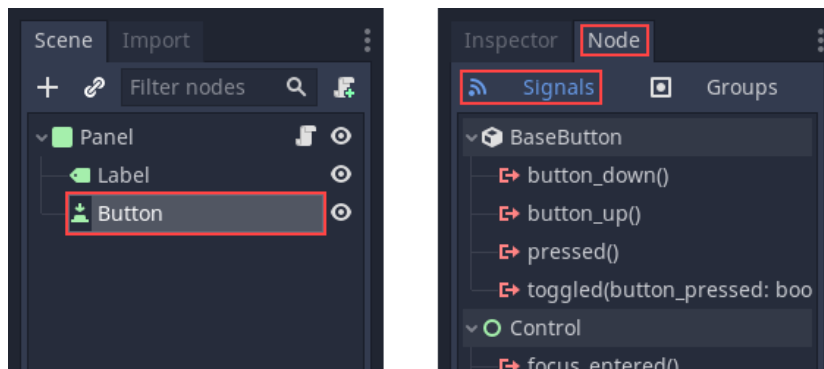 Scene Import
Filter nodes
Panel
Label
Button
Inspector Node
Signals Groups
BaseButton
button_down()
button_up()
pressed()
toggled(button_pressed: boo
Control
focus_entered()